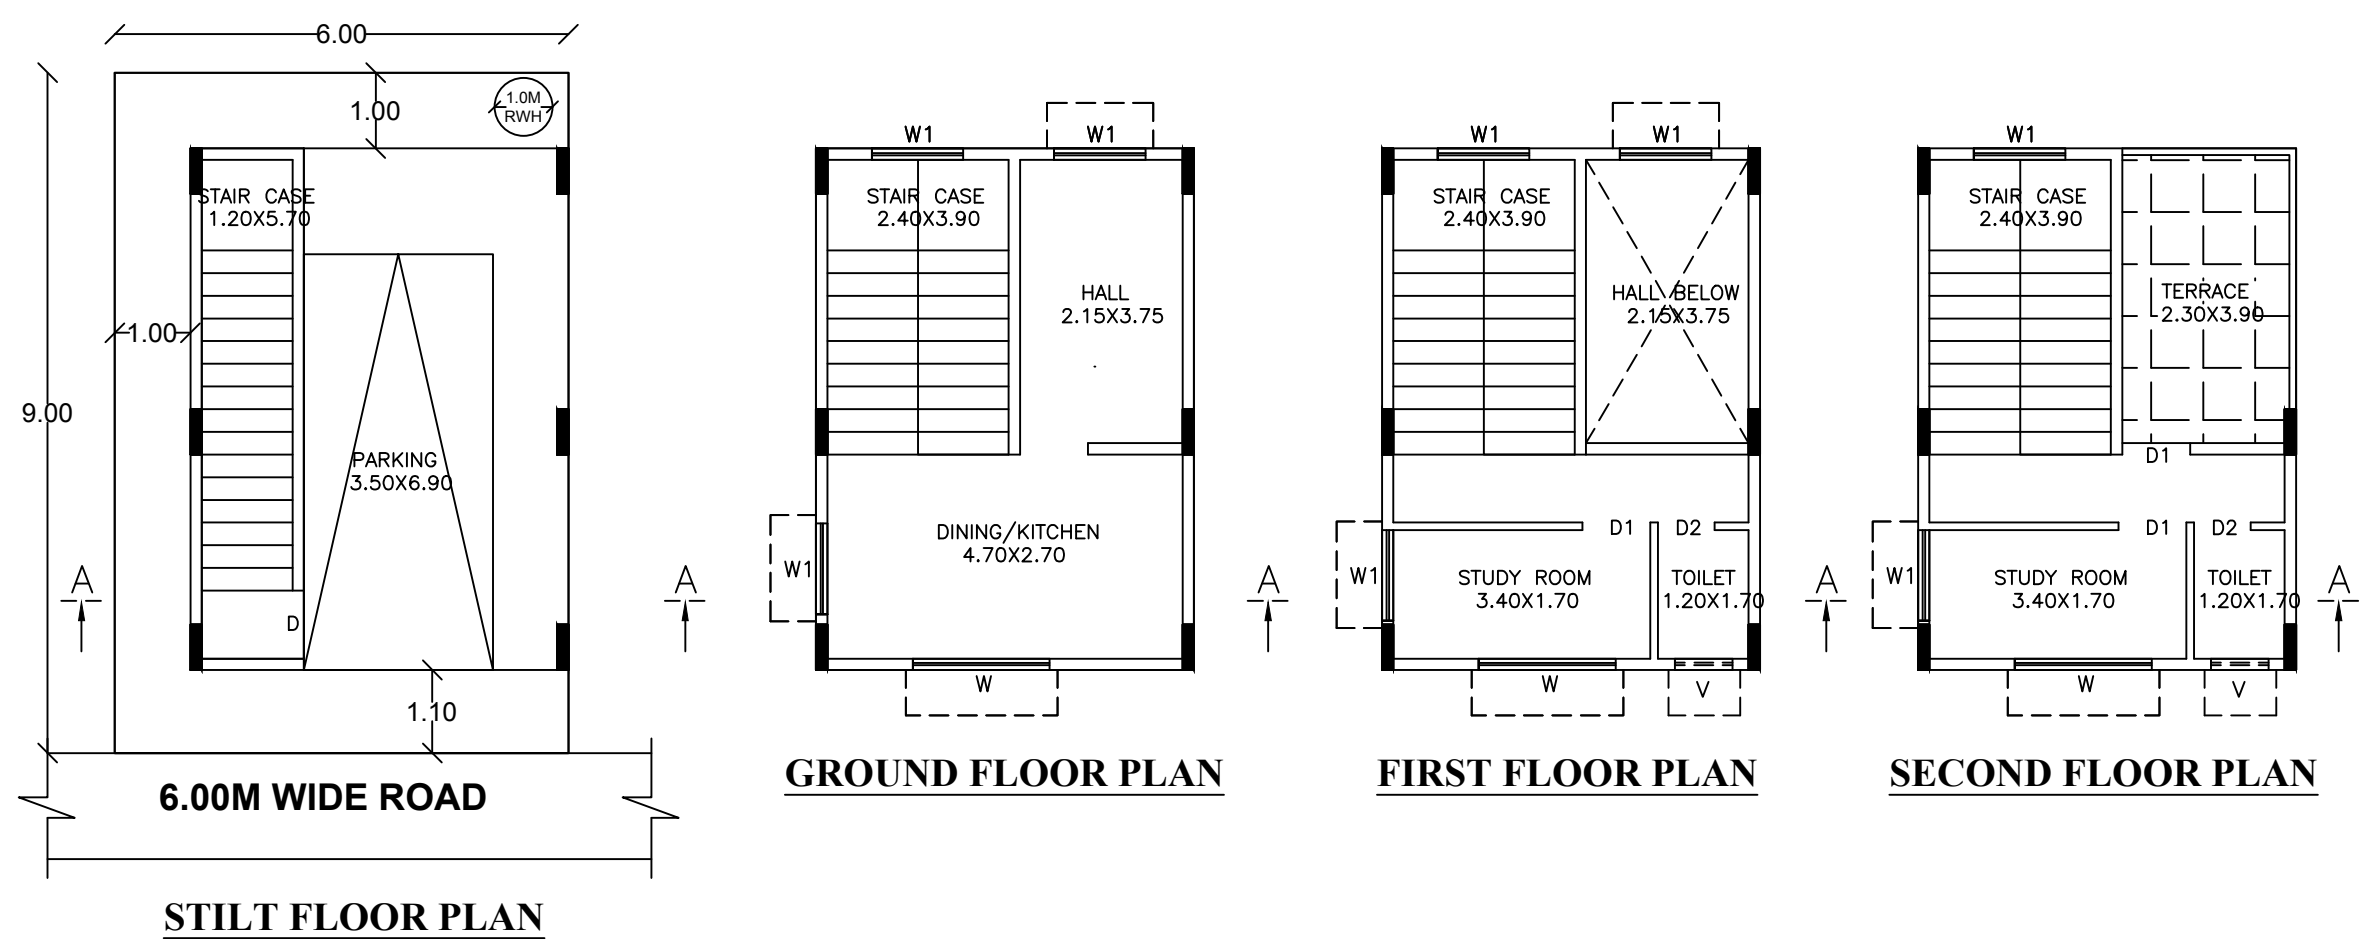 6.00
1.00
1.0M
RWH
STAIR CASE
1.20X5.70
1.00
9.00
PARKING
3.50X6.90
A
A
D
1.10
6.00M WIDE ROAD
STILT FLOOR PLAN
W1
W1
STAIR CASE
2.40X3.90
HALL
2.15X3.75
DINING/KITCHEN
4.70X2.70
W1
W
GROUND FLOOR PLAN
W1
W1
STAIR CASE
2.40X3.90
HALL BELOW
2.15X3.75
D1
D2
W1
STUDY ROOM
3.40X1.70
TOILET
1.20X1.70
A
A
W
V
FIRST FLOOR PLAN
W1
STAIR CASE
2.40X3.90
TERRACE
2.30X3.90
D1
D1
D2
W1
STUDY ROOM
3.40X1.70
TOILET
1.20X1.70
A
W
V
SECOND FLOOR PLAN